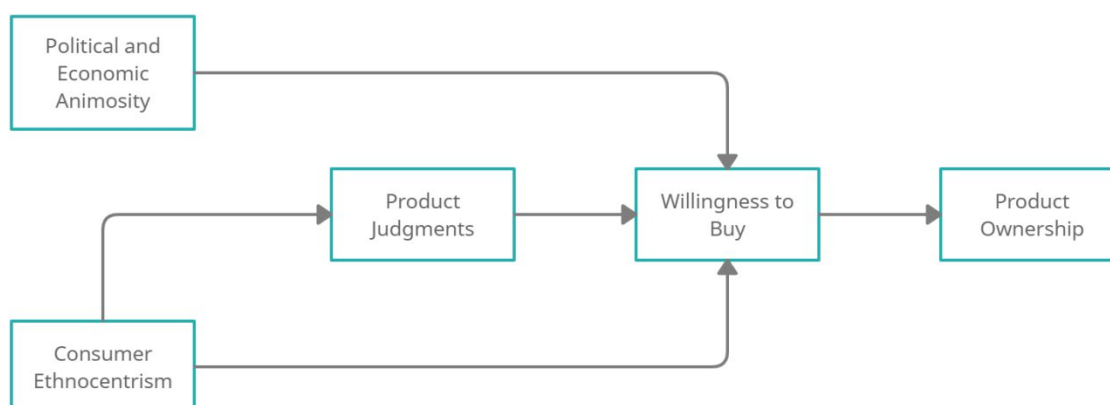 Political and
Economic
Animosity
Product
Judgments
Willingness to
Buy
Product
Ownership
Consumer
Ethnocentrism